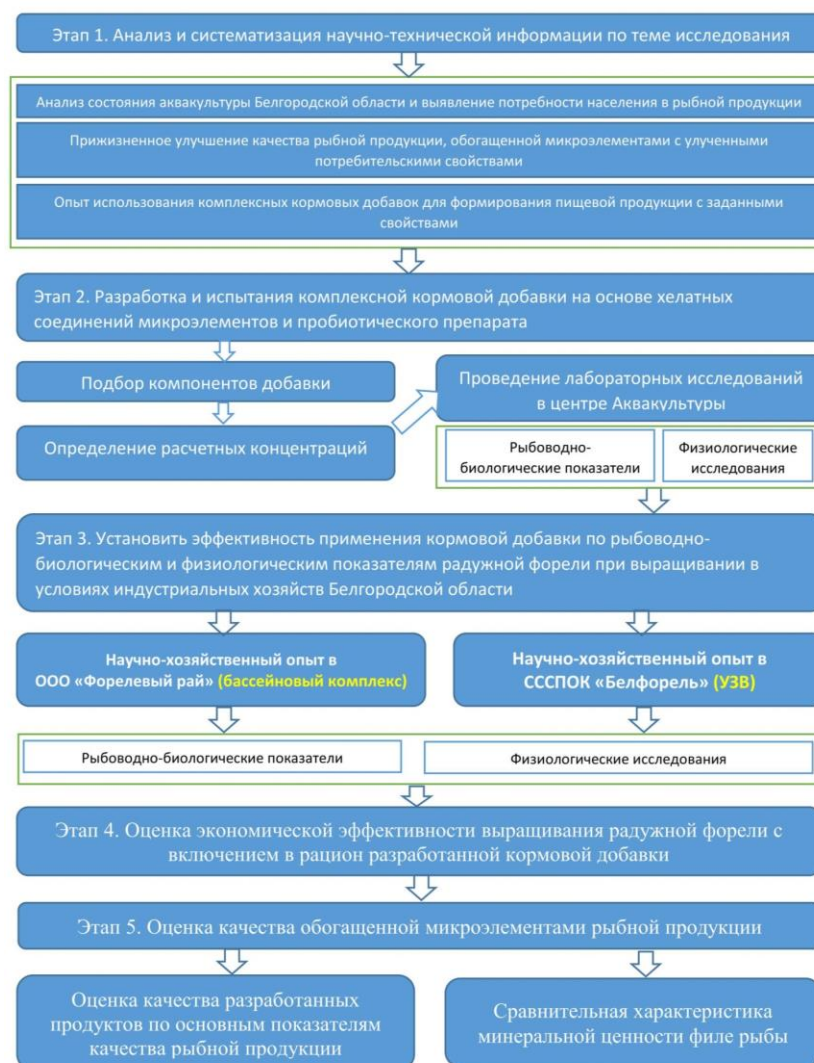 Этап 1. Анализ и систематизация научно-технической информации по теме исследования
Анализ состояния аквакультуры Белгородской области и выявление потребности населения в рыбной продукции
Прижизненное улучшение качества рыбной продукции, обогащенной микроэлементами с улученными
потребительскими свойствами
Опыт использования комплексных кормовых добавок для формирования пищевой продукции с заданными
свойствами
Этап 2. Разработка и испытания комплексной кормовой добавки на основе хелатных
соединений микроэлементов и пробиотического препарата
Подбор компонентов добавки
Определение расчетных концентраций
Проведение лабораторных исследований
в центре Аквакультуры
Рыбоводно-
биологические показатели
Физиологические
исследования
Этап 3. Установить эффективность применения кормовой добавки по рыбоводно-
биологическим и физиологическим показателям радужной форели при выращивании в
условиях индустриальных хозяйств Белгородской области
Научно-хозяйственный опыт в
ООО «Форелевый рай» (бассейновый комплекс)
Научно-хозяйственный опыт в
СССПОК «Белфорель» (УЗВ)
Рыбоводно-биологические показатели
Физиологические исследования
Этап 4. Оценка экономической эффективности выращивания радужной форели с
включением в рацион разработанной кормовой добавки
Этап 5. Оценка качества обогащенной микроэлементами рыбной продукции
Оценка качества разработанных
продуктов по основным показателям
качества рыбной продукции
Сравнительная характеристика
минеральной ценности филе рыбы